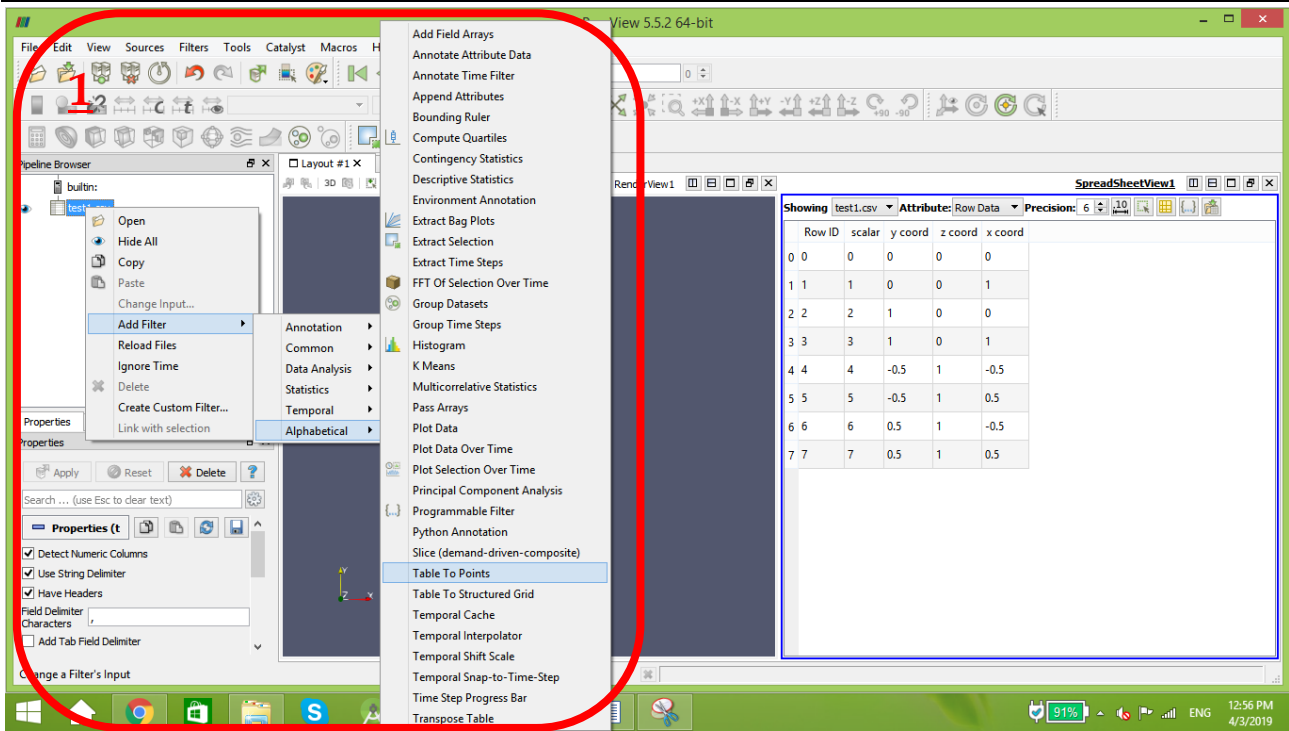 View 5.5.2 64-bit
File Edit View Sources Filters Tools Catalyst Macros H
1
0
+X -X +Y -Y +Z -Z +90 -90
Pipeline Browser
builtin:
test1.csv
Open
Hide All
Copy
Paste
Change Input...
Add Filter
Reload Files
Ignore Time
Delete
Create Custom Filter...
Link with selection
Annotation
Common
Data Analysis
Statistics
Temporal
Alphabetical
Add Field Arrays
Annotate Attribute Data
Annotate Time Filter
Append Attributes
Bounding Ruler
Compute Quartiles
Contingency Statistics
Descriptive Statistics
Environment Annotation
Extract Bag Plots
Extract Selection
Extract Time Steps
FFT Of Selection Over Time
Group Datasets
Group Time Steps
Histogram
K Means
Multicorrelative Statistics
Pass Arrays
Plot Data
Plot Data Over Time
Plot Selection Over Time
Principal Component Analysis
Programmable Filter
Python Annotation
Slice (demand-driven-composite)
Table To Points
Table To Structured Grid
Temporal Cache
Temporal Interpolator
Temporal Shift Scale
Temporal Snap-to-Time-Step
Time Step Progress Bar
Transpose Table
Layout #1
3D
RenderView1
SpreadSheetView1
Showing test1.csv Attribute: Row Data Precision: 6
Row ID scalar y coord z coord x coord
0 0 0 0 0 0
1 1 1 0 0 1
2 2 2 1 0 0
3 3 3 1 0 1
4 4 4 -0.5 1 -0.5
5 5 5 -0.5 1 0.5
6 6 6 0.5 1 -0.5
7 7 7 0.5 1 0.5
Properties
Properties
Apply Reset Delete ?
Search ... (use Esc to clear text)
Properties (t
Detect Numeric Columns
Use String Delimiter
Have Headers
Field Delimiter
Characters ,
Add Tab Field Delimiter
Y
Z X
Change a Filter's Input
91% ENG 12:56 PM
4/3/2019